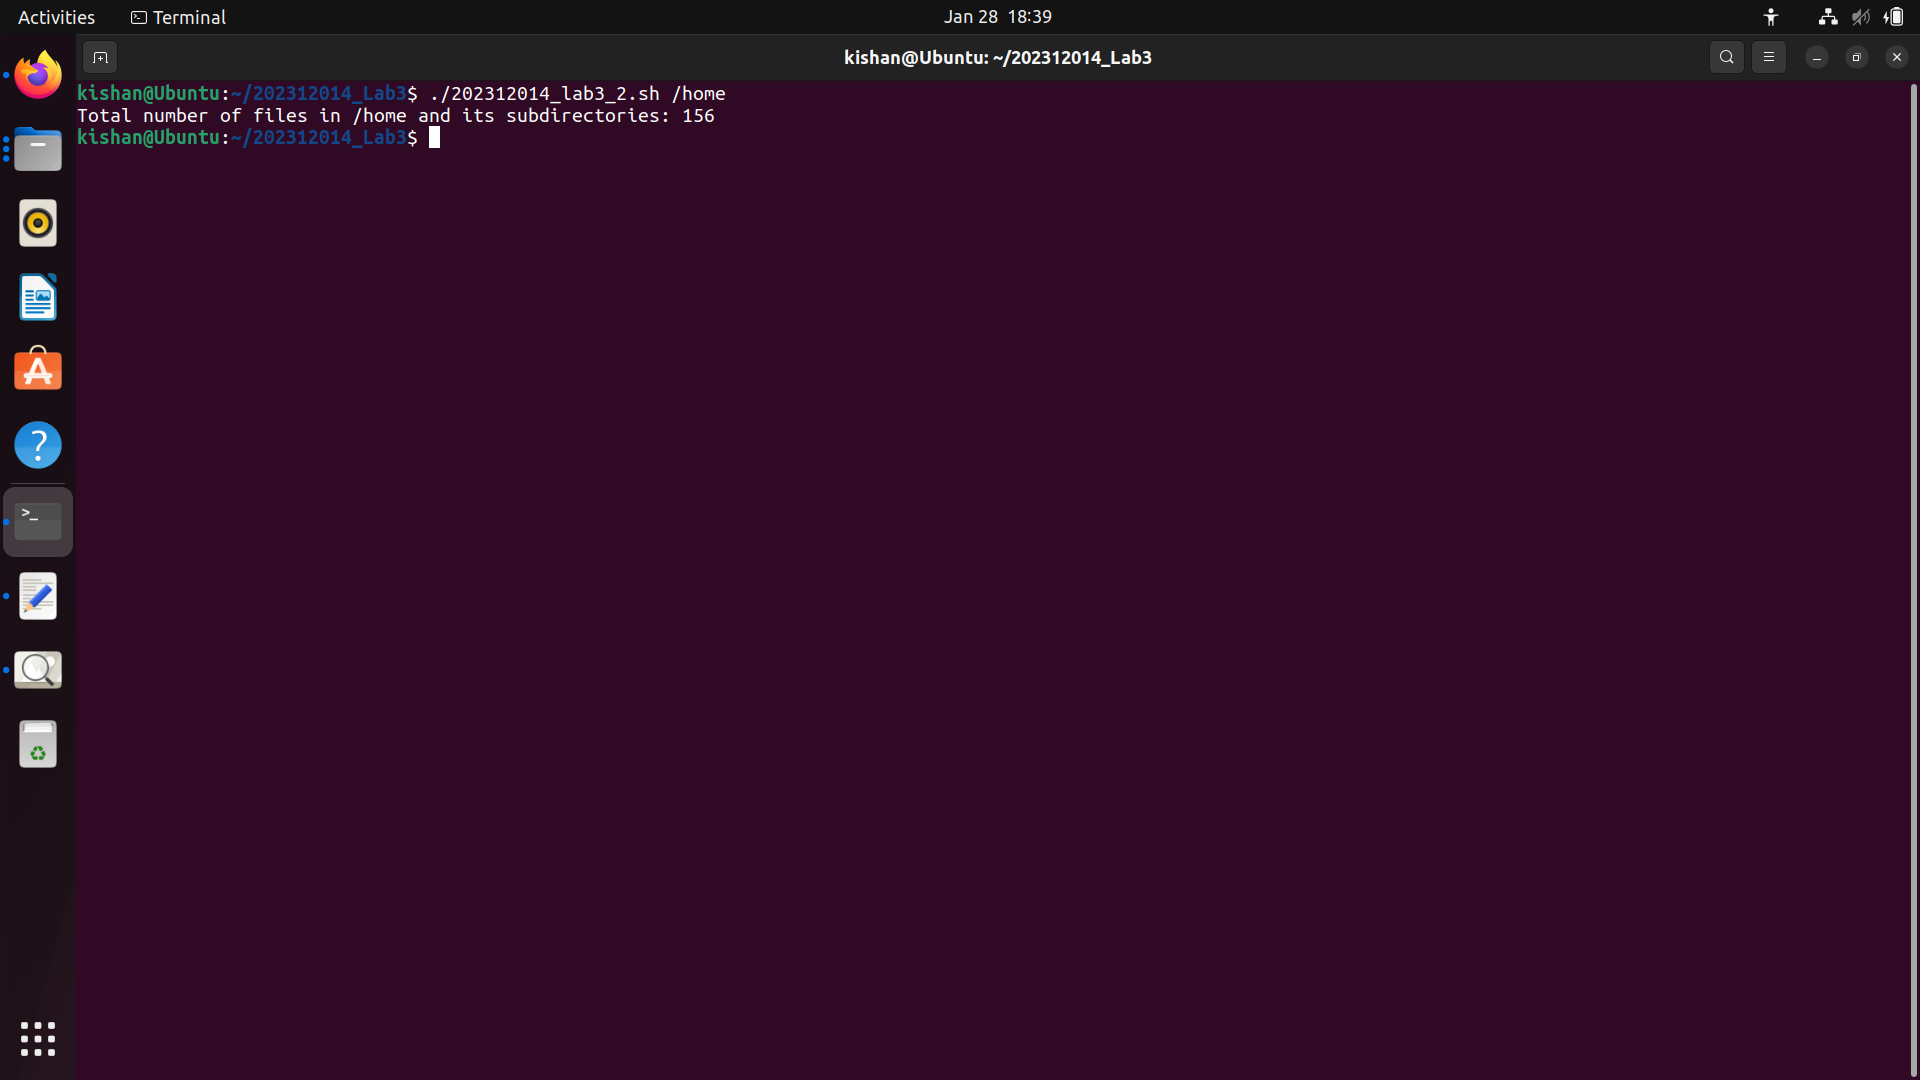 Activities
Terminal
Jan 28 18:39
kishan@Ubuntu: ~/202312014_Lab3
kishan@Ubuntu:~/202312014_Lab3$ ./202312014_lab3_2.sh /home
Total number of files in /home and its subdirectories: 156
kishan@Ubuntu:~/202312014_Lab3$